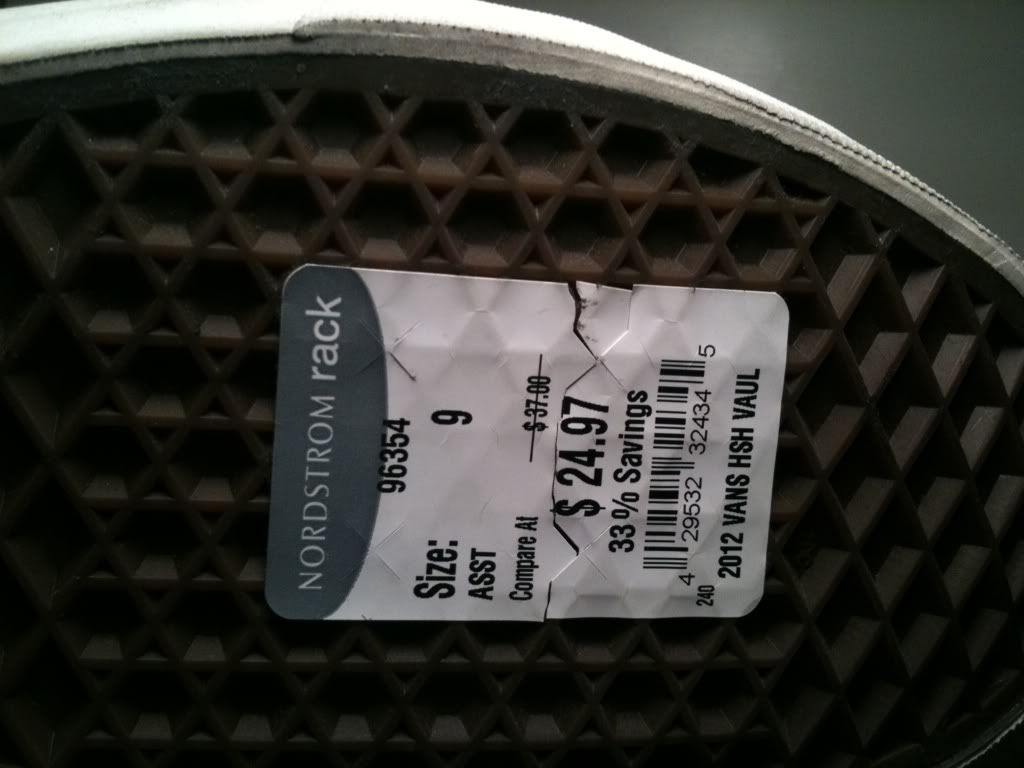 NORDSTROM rack
96354
Size: 9
ASST
Compare At $ 37.00
$ 24.97
33% Savings
4 29532 32434 5
240
2012 VANS HSH VAUL